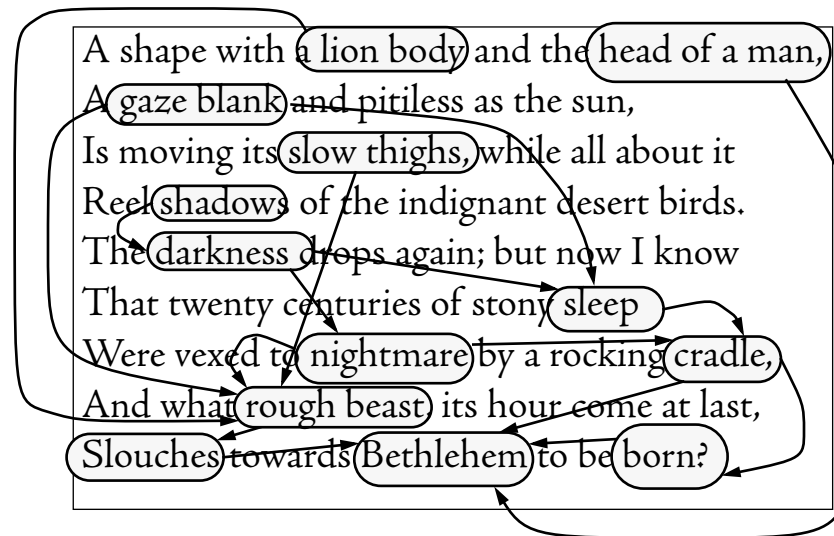 A shape with a lion body and the head of a man,
A gaze blank and pitiless as the sun,
Is moving its slow thighs, while all about it
Reel shadows of the indignant desert birds.
The darkness drops again; but now I know
That twenty centuries of stony sleep
Were vexed to nightmare by a rocking cradle,
And what rough beast, its hour come at last,
Slouches towards Bethlehem to be born?